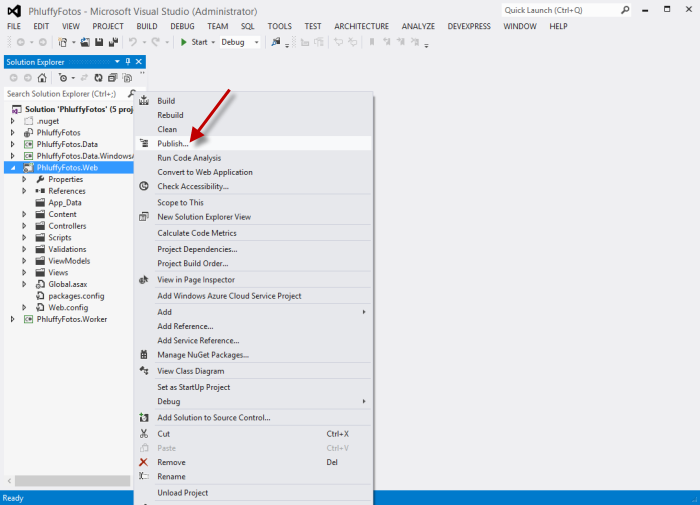 PhluffyFotos - Microsoft Visual Studio (Administrator)
Quick Launch (Ctrl+Q)
FILE EDIT VIEW PROJECT BUILD DEBUG TEAM SQL TOOLS TEST ARCHITECTURE ANALYZE DEVEXPRESS WINDOW HELP
Start Debug
Solution Explorer
Search Solution Explorer (Ctrl+;)
Solution 'PhluffyFotos' (5 proj
.nuget
PhluffyFotos
PhluffyFotos.Data
PhluffyFotos.Data.WindowsA
PhluffyFotos.Web
Properties
References
App_Data
Content
Controllers
Scripts
Validations
ViewModels
Views
Global.asax
packages.config
Web.config
PhluffyFotos.Worker
Build
Rebuild
Clean
Publish...
Run Code Analysis
Convert to Web Application
Check Accessibility...
Scope to This
New Solution Explorer View
Calculate Code Metrics
Project Dependencies...
Project Build Order...
View in Page Inspector
Add Windows Azure Cloud Service Project
Add
Add Reference...
Add Service Reference...
Manage NuGet Packages...
View Class Diagram
Set as StartUp Project
Debug
Add Solution to Source Control...
Cut Ctrl+X
Paste Ctrl+V
Remove Del
Rename
Unload Project
Ready